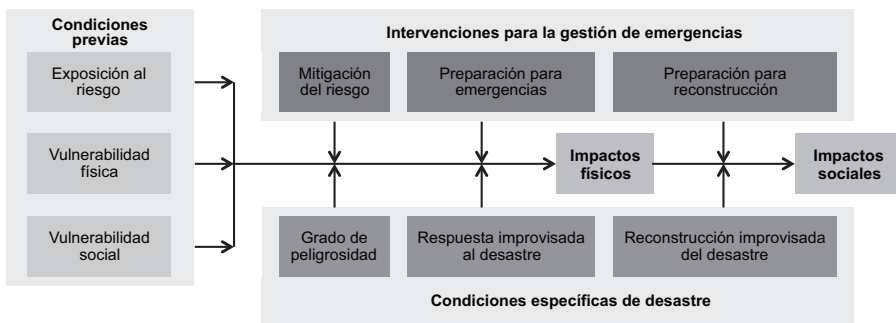 Condiciones
previas
Exposición al
riesgo
Vulnerabilidad
física
Vulnerabilidad
social
Intervenciones para la gestión de emergencias
Mitigación
del riesgo
Preparación para
emergencias
Preparación para
reconstrucción
Impactos
físicos
Impactos
sociales
Grado de
peligrosidad
Respuesta improvisada
al desastre
Reconstrucción improvisada
del desastre
Condiciones específicas de desastre